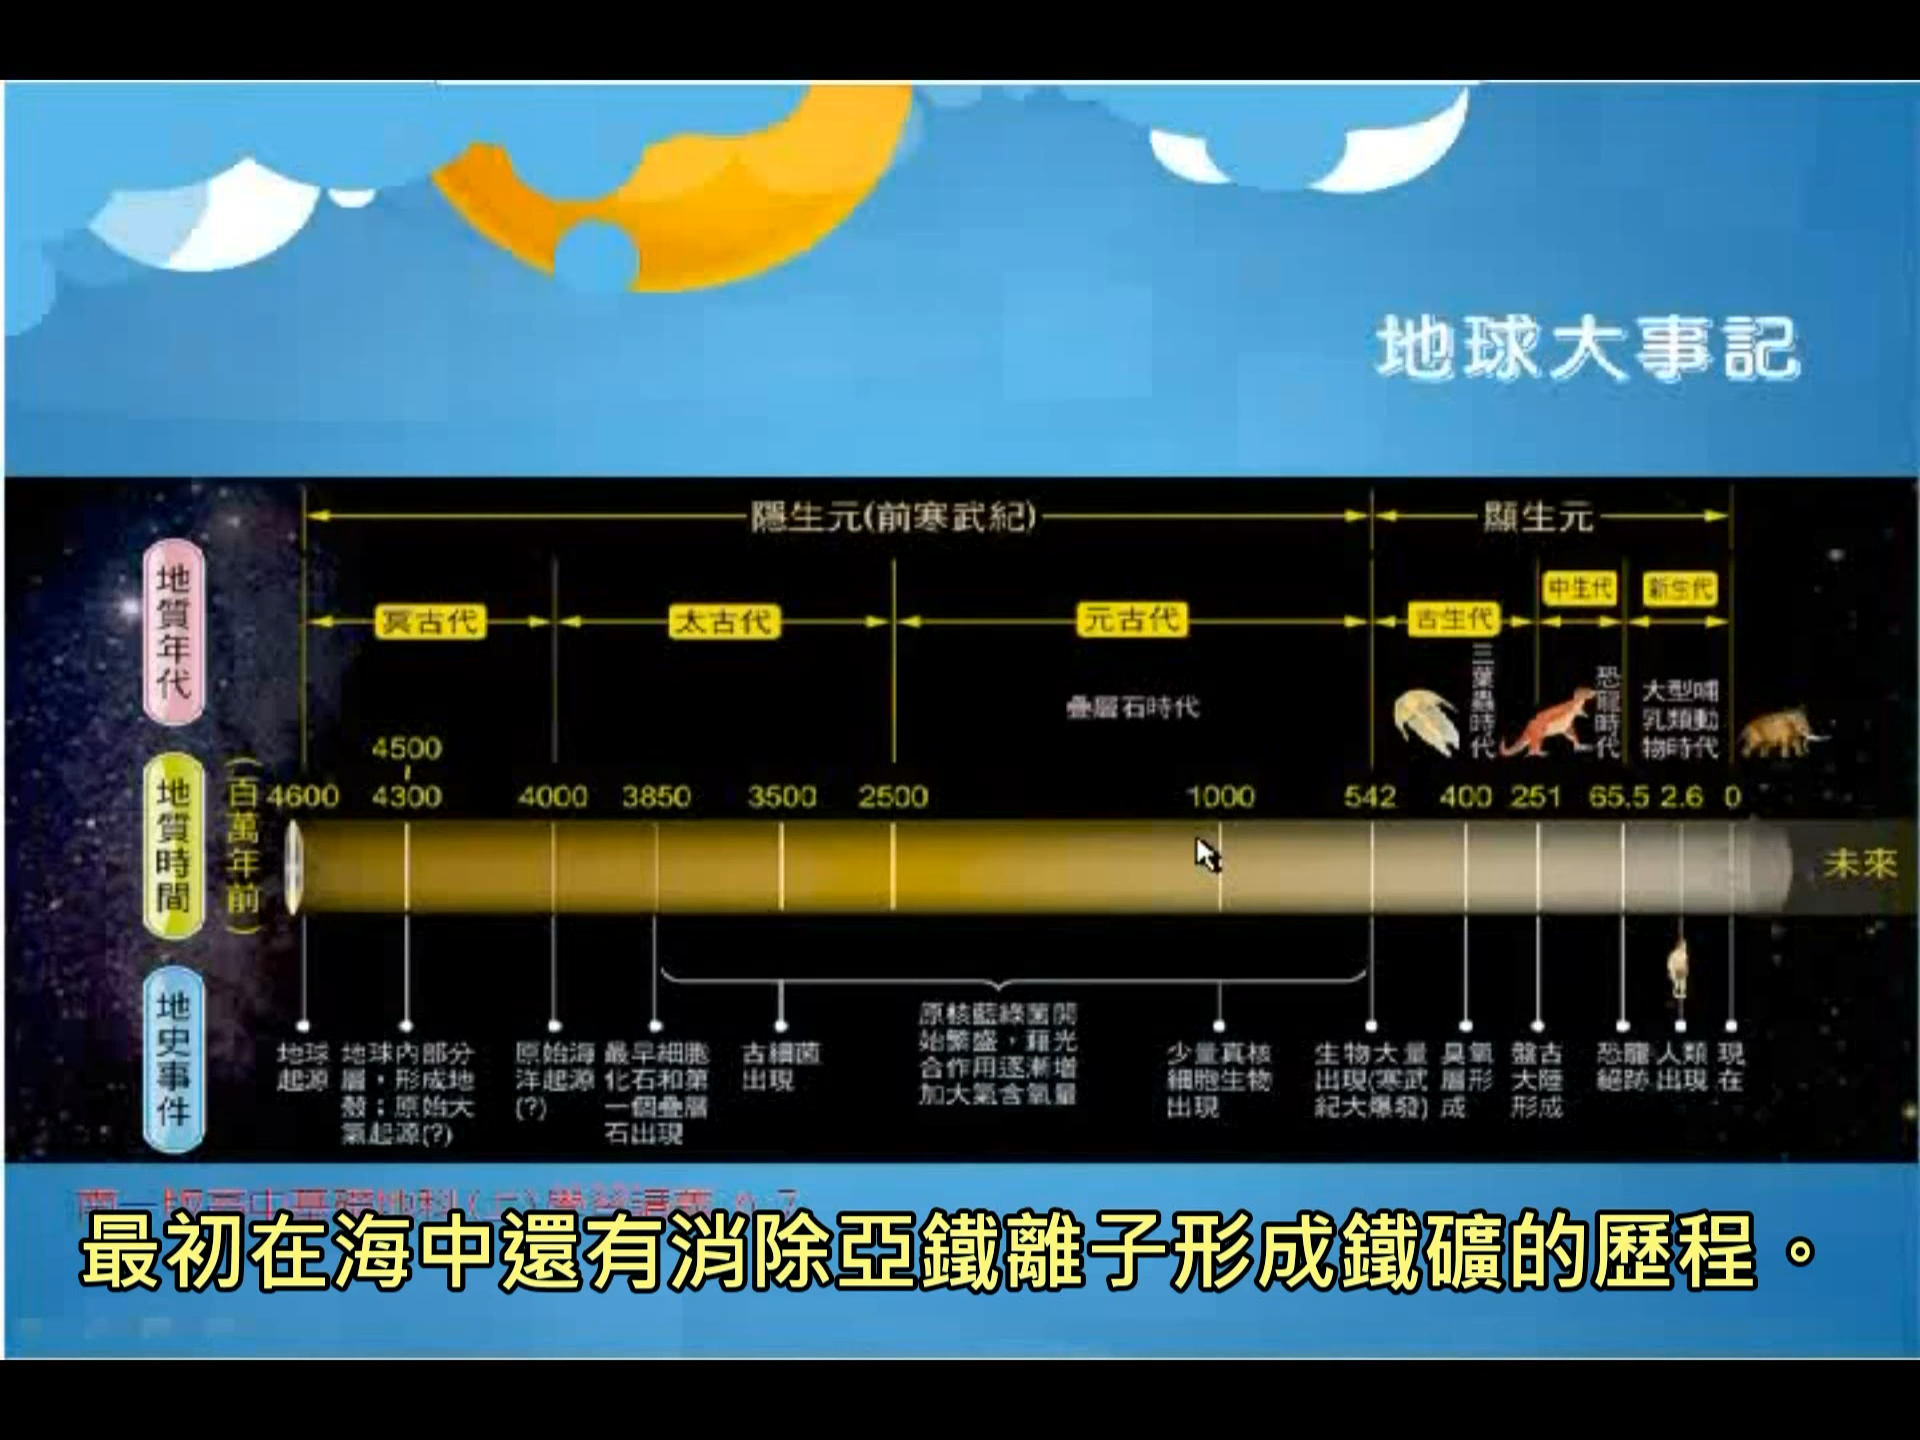 地球大事記
隱生元(前寒武紀)
顯生元
地質年代
冥古代
太古代
元古代
古生代
中生代
新生代
疊層石時代
三葉蟲時代
恐龍時代
大型哺
乳類動
物時代
地質時間
(百萬年前)
4500
4600 4300 4000 3850 3500 2500 1000 542 400 251 65.5 2.6 0
未來
地史事件
地球
起源
地球內部分
層，形成地
殼；原始大
氣起源(?)
原始海
洋起源
(?)
最早細胞
化石和第
一個疊層
石出現
古細菌
出現
原核藍綠菌開
始繁盛，藉光
合作用逐漸增
加大氣含氧量
少量真核
細胞生物
出現
生物大量
出現(寒武
紀大爆發)
臭氧
層形
成
盤古
大陸
形成
恐龍
絕跡
人類
出現
現
在
最初在海中還有消除亞鐵離子形成鐵礦的歷程。